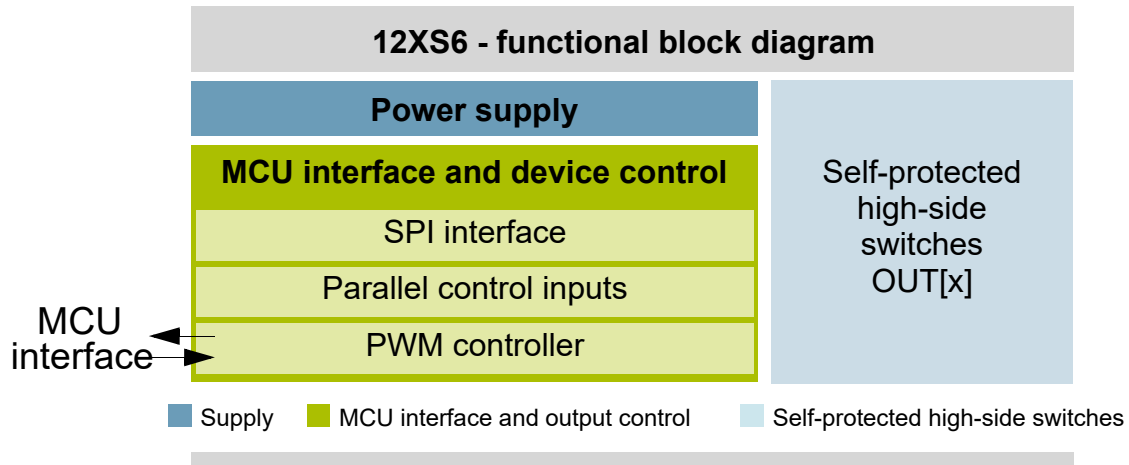 12XS6 - functional block diagram
Power supply
MCU interface and device control
SPI interface
Parallel control inputs
PWM controller
Self-protected
high-side
switches
OUT[x]
MCU
interface
Supply
MCU interface and output control
Self-protected high-side switches